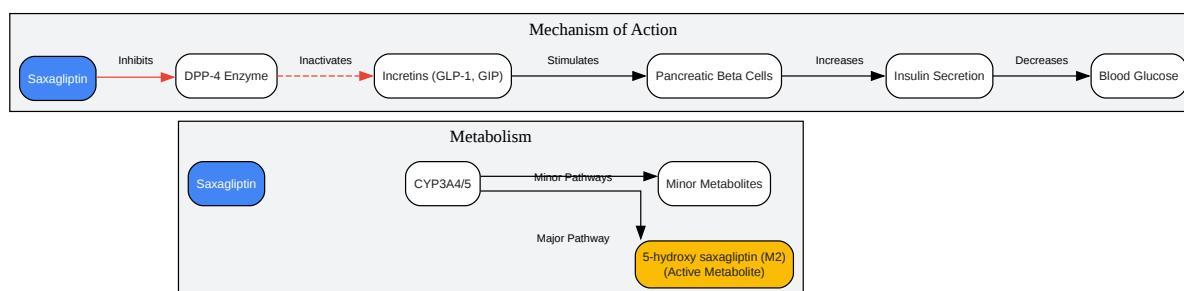 Mechanism of Action
Saxagliptin
Inhibits
DPP-4 Enzyme
Inactivates
Incretins (GLP-1, GIP)
Stimulates
Pancreatic Beta Cells
Increases
Insulin Secretion
Decreases
Blood Glucose
Metabolism
Saxagliptin
CYP3A4/5
Minor Pathways
Minor Metabolites
Major Pathway
5-hydroxy saxagliptin (M2)
(Active Metabolite)